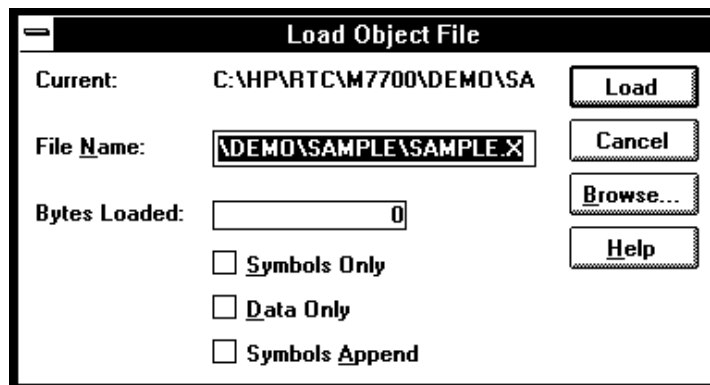 Load Object File
Current: C:\HP\RTC\M7700\DEMO\SA
Load
File Name: \DEMO\SAMPLE\SAMPLE.X
Cancel
Browse...
Bytes Loaded: 0
Help
Symbols Only
Data Only
Symbols Append